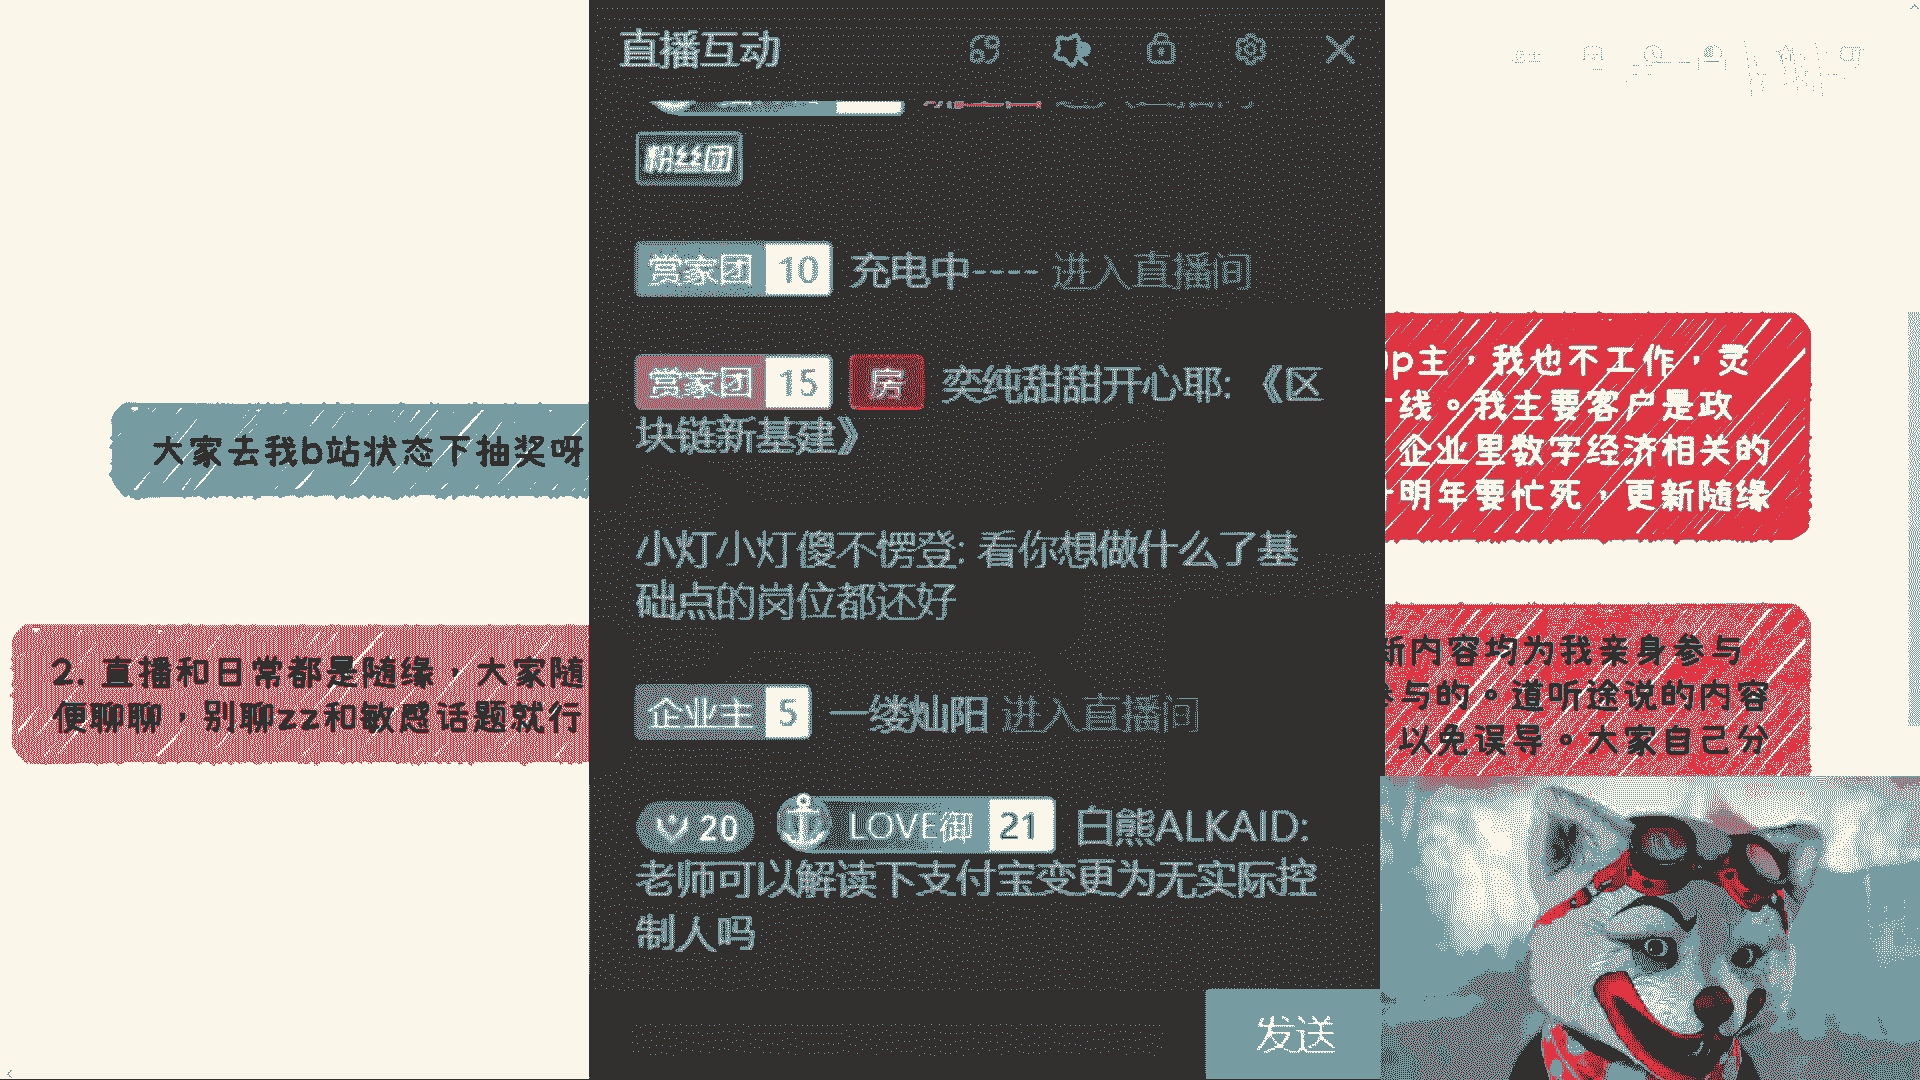 直播互动
粉丝团
赏家团 10 充电中---- 进入直播间
赏家团 15 房 奕纯甜甜开心耶: 《区
块链新基建》
小灯小灯傻不愣登: 看你想做什么了基
础点的岗位都还好
企业主 5 一缕灿阳 进入直播间
20 LOVE御 21 白熊ALKAID:
老师可以解读下支付宝变更为无实际控
制人吗
发送
大家去我b站状态下抽奖呀
2. 直播和日常都是随缘，大家随
便聊聊，别聊zz和敏感话题就行
p主，我也不工作，灵
线。我主要客户是政
企业里数字经济相关的
明年要忙死，更新随缘
新内容均为我亲身参与
参与的。道听途说的内容
以免误导。大家自己分